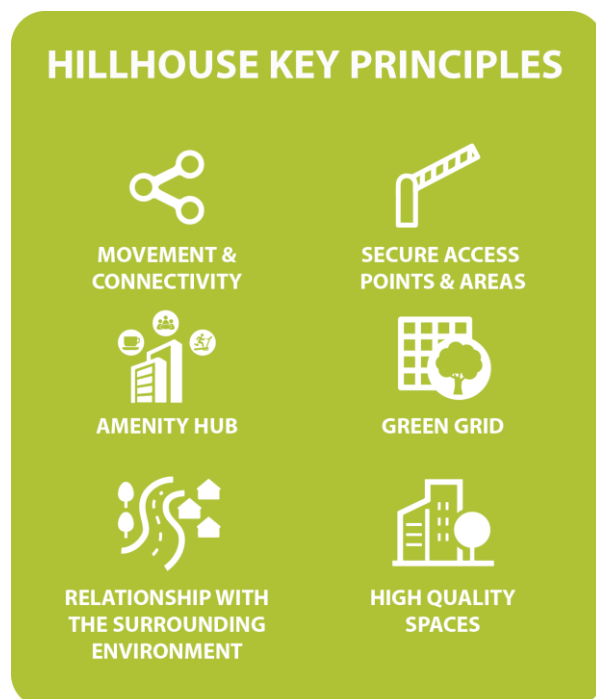 HILLHOUSE KEY PRINCIPLES
MOVEMENT &
CONNECTIVITY
SECURE ACCESS
POINTS & AREAS
AMENITY HUB
GREEN GRID
RELATIONSHIP WITH
THE SURROUNDING
ENVIRONMENT
HIGH QUALITY
SPACES